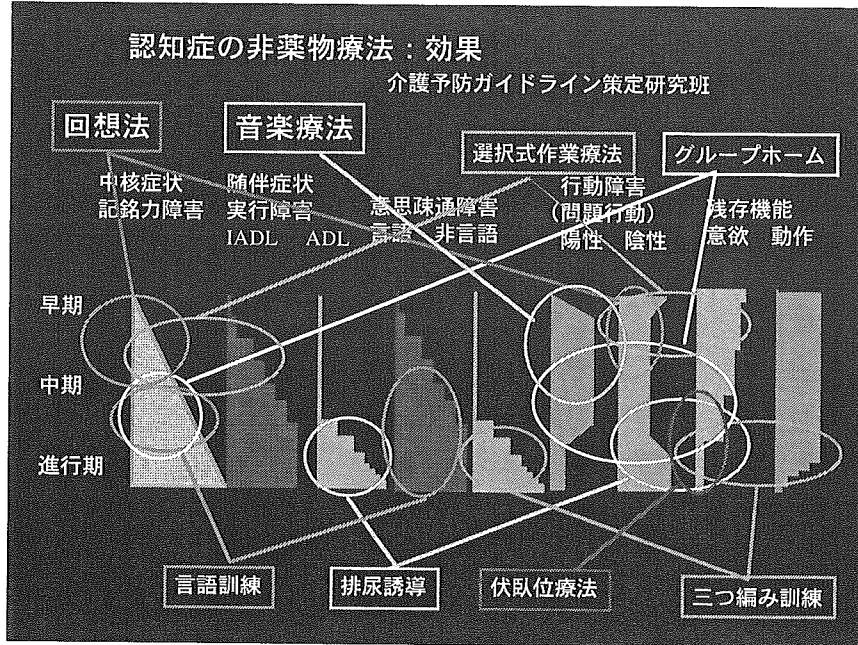 認知症の非薬物療法：効果
介護予防ガイドライン策定研究班
回想法
音楽療法
選択式作業療法
グループホーム
中核症状
記銘力障害
随伴症状
実行障害
IADL ADL
意思疎通障害
言語 非言語
行動障害
(問題行動)
陽性 陰性
残存機能
意欲 動作
早期
中期
進行期
言語訓練
排尿誘導
伏臥位療法
三つ編み訓練